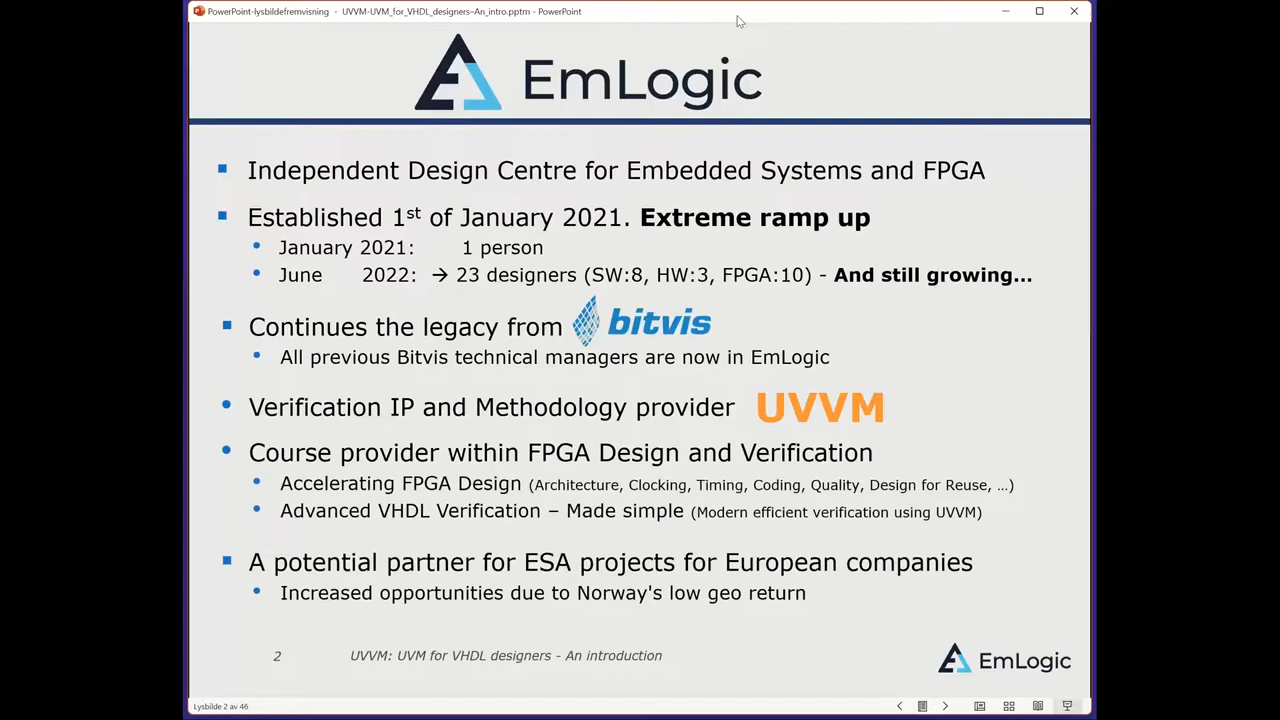 PowerPoint-lysbildefremvisning - UVVM-UVM_for_VHDL_designers–An_intro.pptm - PowerPoint
EmLogic
Independent Design Centre for Embedded Systems and FPGA
Established 1st of January 2021. Extreme ramp up
January 2021: 1 person
June 2022: → 23 designers (SW:8, HW:3, FPGA:10) - And still growing…
Continues the legacy from bitvis
All previous Bitvis technical managers are now in EmLogic
Verification IP and Methodology provider UVVM
Course provider within FPGA Design and Verification
Accelerating FPGA Design (Architecture, Clocking, Timing, Coding, Quality, Design for Reuse, …)
Advanced VHDL Verification – Made simple (Modern efficient verification using UVVM)
A potential partner for ESA projects for European companies
Increased opportunities due to Norway's low geo return
2 UVVM: UVM for VHDL designers - An introduction EmLogic
Lysbilde 2 av 46